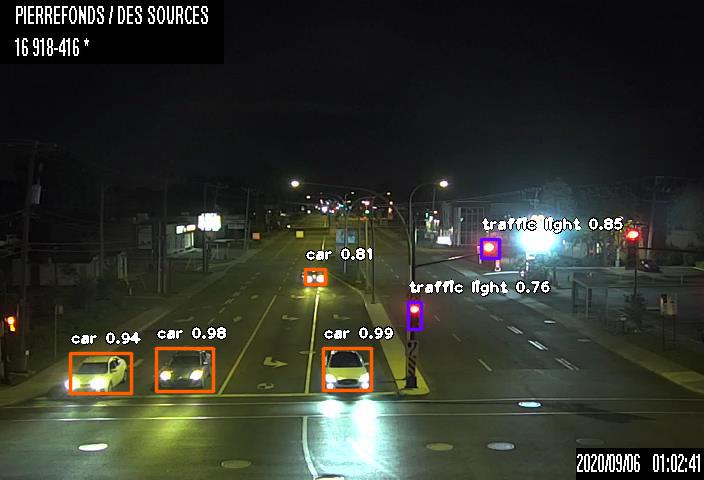 PIERREFONDS / DES SOURCES
16 918-416 *
traffic light 0.85
car 0.81
traffic light 0.76
car 0.94
car 0.98
car 0.99
2020/09/06 01:02:41